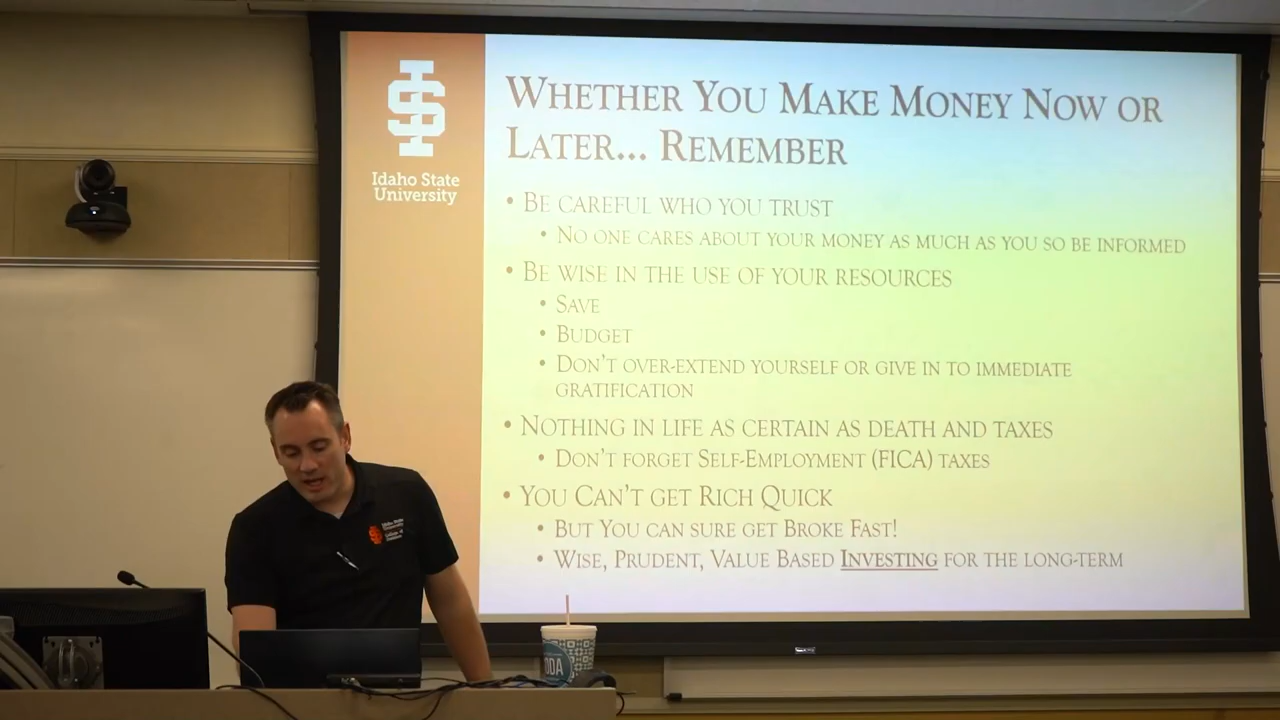 WHETHER YOU MAKE MONEY NOW OR
LATER... REMEMBER
Idaho State
University
• BE CAREFUL WHO YOU TRUST
• NO ONE CARES ABOUT YOUR MONEY AS MUCH AS YOU SO BE INFORMED
• BE WISE IN THE USE OF YOUR RESOURCES
• SAVE
• BUDGET
• DON'T OVER-EXTEND YOURSELF OR GIVE IN TO IMMEDIATE
GRATIFICATION
• NOTHING IN LIFE AS CERTAIN AS DEATH AND TAXES
• DON'T FORGET SELF-EMPLOYMENT (FICA) TAXES
• YOU CAN'T GET RICH QUICK
• BUT YOU CAN SURE GET BROKE FAST!
• WISE, PRUDENT, VALUE BASED INVESTING FOR THE LONG-TERM
Idaho State
University